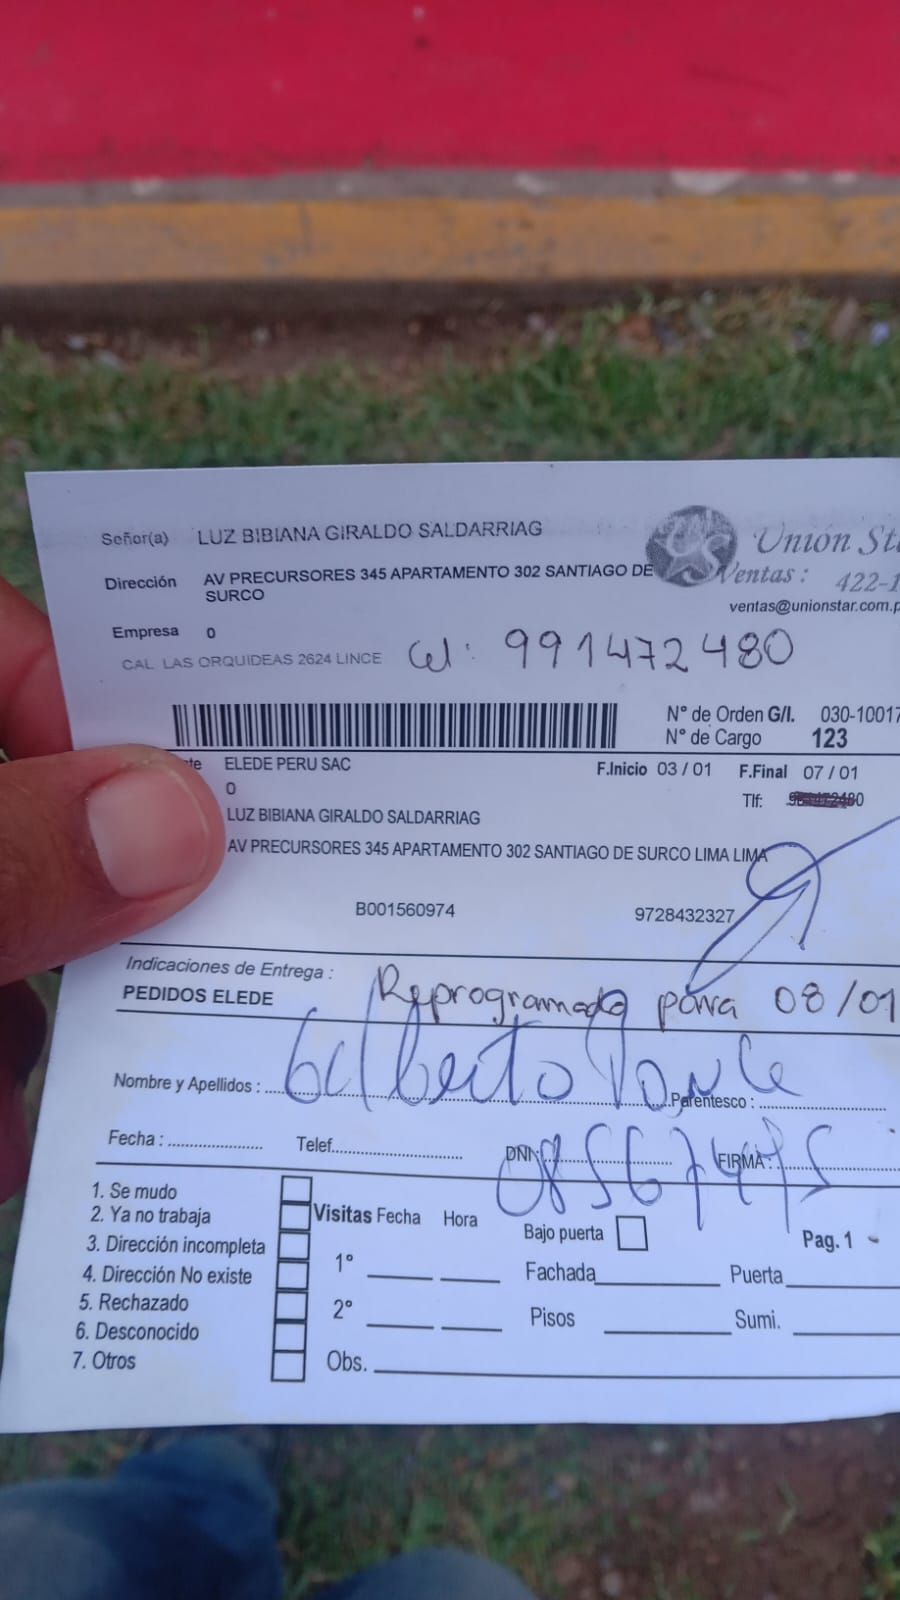 Señor(a) LUZ BIBIANA GIRALDO SALDARRIAG
Unión Sta
Dirección AV PRECURSORES 345 APARTAMENTO 302 SANTIAGO DE SURCO
Ventas : 422-1
ventas@unionstar.com.p
Empresa 0
CAL. LAS ORQUIDEAS 2624 LINCE
Cel: 991472480
N° de Orden G/I. 030-10017
N° de Cargo 123
te ELEDE PERU SAC
F.Inicio 03 / 01 F.Final 07 / 01
0
Tlf:
LUZ BIBIANA GIRALDO SALDARRIAG
AV PRECURSORES 345 APARTAMENTO 302 SANTIAGO DE SURCO LIMA LIMA
B001560974 9728432327
Indicaciones de Entrega :
PEDIDOS ELEDE
Reprogramado para 08/01
Nombre y Apellidos : Gilberto Ponce Parentesco :
Fecha : Telef. DNI: 08567475 FIRMA :
1. Se mudo
2. Ya no trabaja
3. Dirección incompleta
4. Dirección No existe
5. Rechazado
6. Desconocido
7. Otros
Visitas Fecha Hora
1°
2°
Obs.
Bajo puerta
Pag. 1 -
Fachada Puerta
Pisos Sumi.